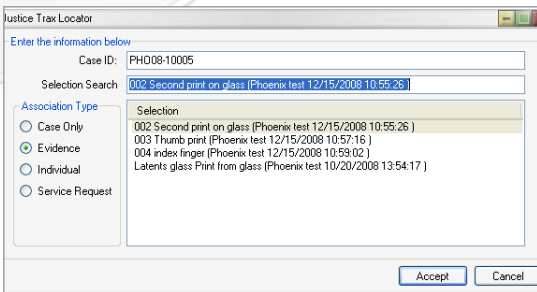 Justice Trax Locator
Enter the information below
Case ID: PHO08-10005
Selection Search 002 Second print on glass (Phoenix test 12/15/2008 10:55:26 )
Association Type
Case Only
Evidence
Individual
Service Request
Selection
002 Second print on glass (Phoenix test 12/15/2008 10:55:26 )
003 Thumb print (Phoenix test 12/15/2008 10:57:16 )
004 index finger (Phoenix test 12/15/2008 10:59:02 )
Latents glass Print from glass (Phoenix test 10/20/2008 13:54:17 )
Accept Cancel